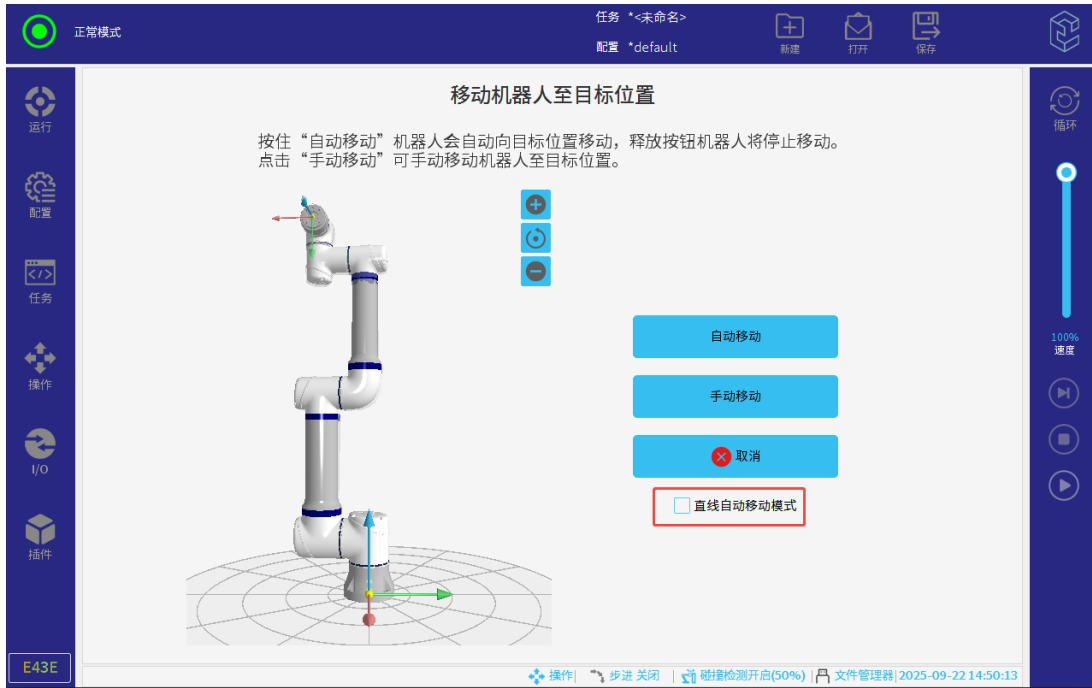 正常模式
任务 *<未命名>
配置 *default
新建
打开
保存
运行
配置
任务
操作
I/O
插件
E43E
移动机器人至目标位置
按住“自动移动”机器人会自动向目标位置移动，释放按钮机器人将停止移动。
点击“手动移动”可手动移动机器人至目标位置。
自动移动
手动移动
取消
直线自动移动模式
循环
100%
速度
操作| 步进 关闭 | 碰撞检测开启(50%) | 文件管理器|2025-09-22 14:50:13